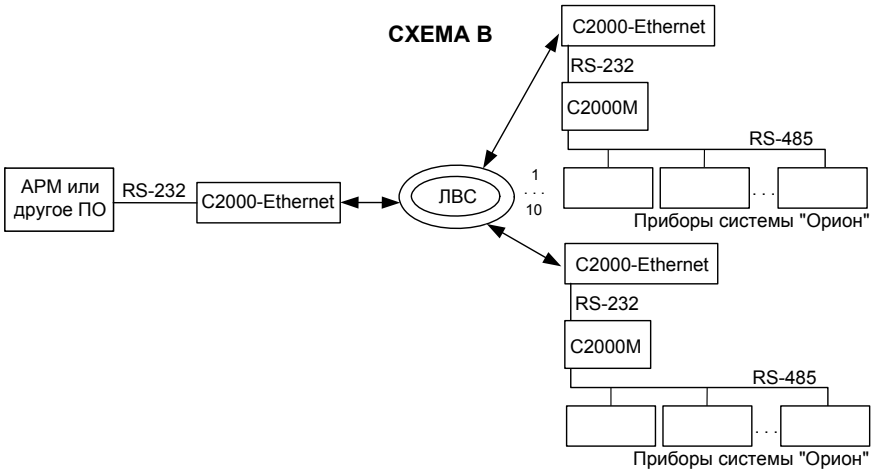 СХЕМА В
С2000-Ethernet
RS-232
С2000М
RS-485
. . .
Приборы системы "Орион"
АРМ или
другое ПО
RS-232
С2000-Ethernet
ЛВС
1
. . .
10
С2000-Ethernet
RS-232
С2000М
RS-485
. . .
Приборы системы "Орион"